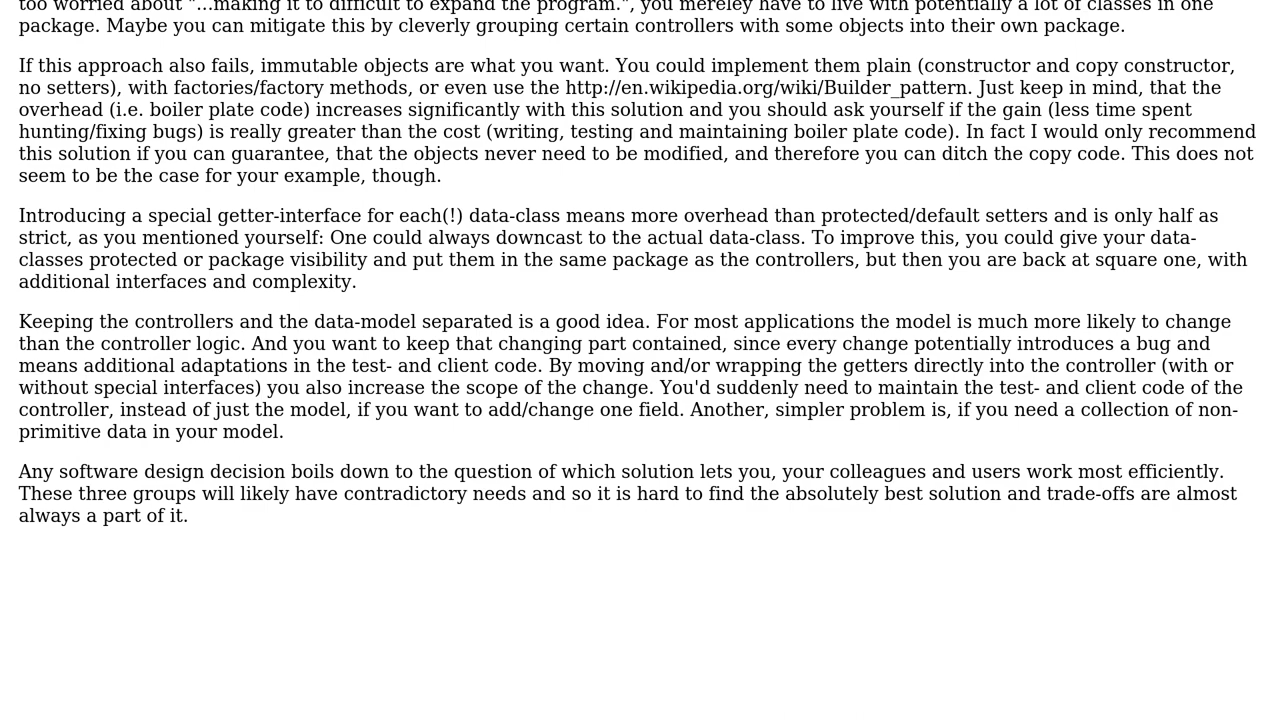 too worried about "...making it to difficult to expand the program.", you mereley have to live with potentially a lot of classes in one
package. Maybe you can mitigate this by cleverly grouping certain controllers with some objects into their own package.
If this approach also fails, immutable objects are what you want. You could implement them plain (constructor and copy constructor,
no setters), with factories/factory methods, or even use the http://en.wikipedia.org/wiki/Builder_pattern. Just keep in mind, that the
overhead (i.e. boiler plate code) increases significantly with this solution and you should ask yourself if the gain (less time spent
hunting/fixing bugs) is really greater than the cost (writing, testing and maintaining boiler plate code). In fact I would only recommend
this solution if you can guarantee, that the objects never need to be modified, and therefore you can ditch the copy code. This does not
seem to be the case for your example, though.
Introducing a special getter-interface for each(!) data-class means more overhead than protected/default setters and is only half as
strict, as you mentioned yourself: One could always downcast to the actual data-class. To improve this, you could give your data-
classes protected or package visibility and put them in the same package as the controllers, but then you are back at square one, with
additional interfaces and complexity.
Keeping the controllers and the data-model separated is a good idea. For most applications the model is much more likely to change
than the controller logic. And you want to keep that changing part contained, since every change potentially introduces a bug and
means additional adaptations in the test- and client code. By moving and/or wrapping the getters directly into the controller (with or
without special interfaces) you also increase the scope of the change. You'd suddenly need to maintain the test- and client code of the
controller, instead of just the model, if you want to add/change one field. Another, simpler problem is, if you need a collection of non-
primitive data in your model.
Any software design decision boils down to the question of which solution lets you, your colleagues and users work most efficiently.
These three groups will likely have contradictory needs and so it is hard to find the absolutely best solution and trade-offs are almost
always a part of it.